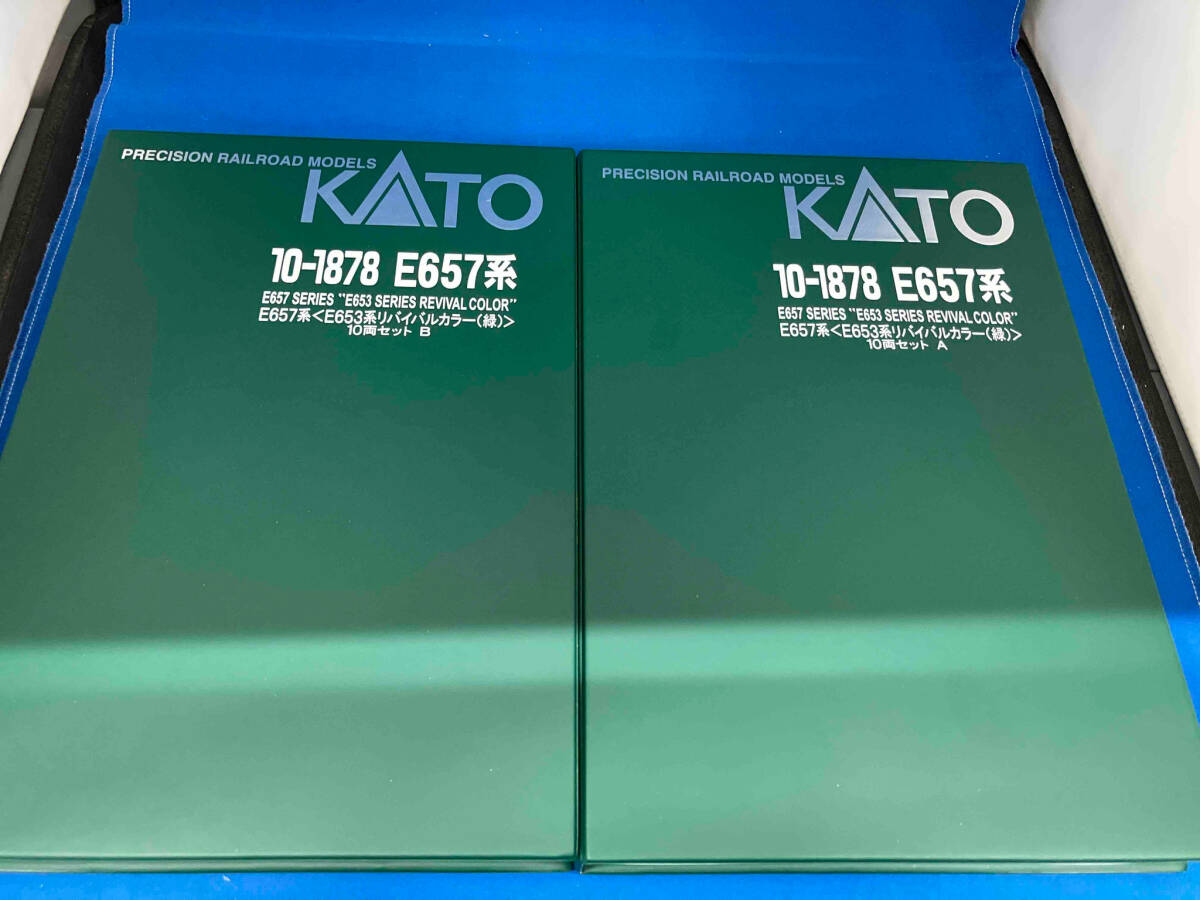 PRECISION RAILROAD MODELS
KATO
10-1878 E657系
E657 SERIES "E653 SERIES REVIVAL COLOR"
E657系<E653系リバイバルカラー(緑)>
10両セット B
PRECISION RAILROAD MODELS
KATO
10-1878 E657系
E657 SERIES "E653 SERIES REVIVAL COLOR"
E657系<E653系リバイバルカラー(緑)>
10両セット A